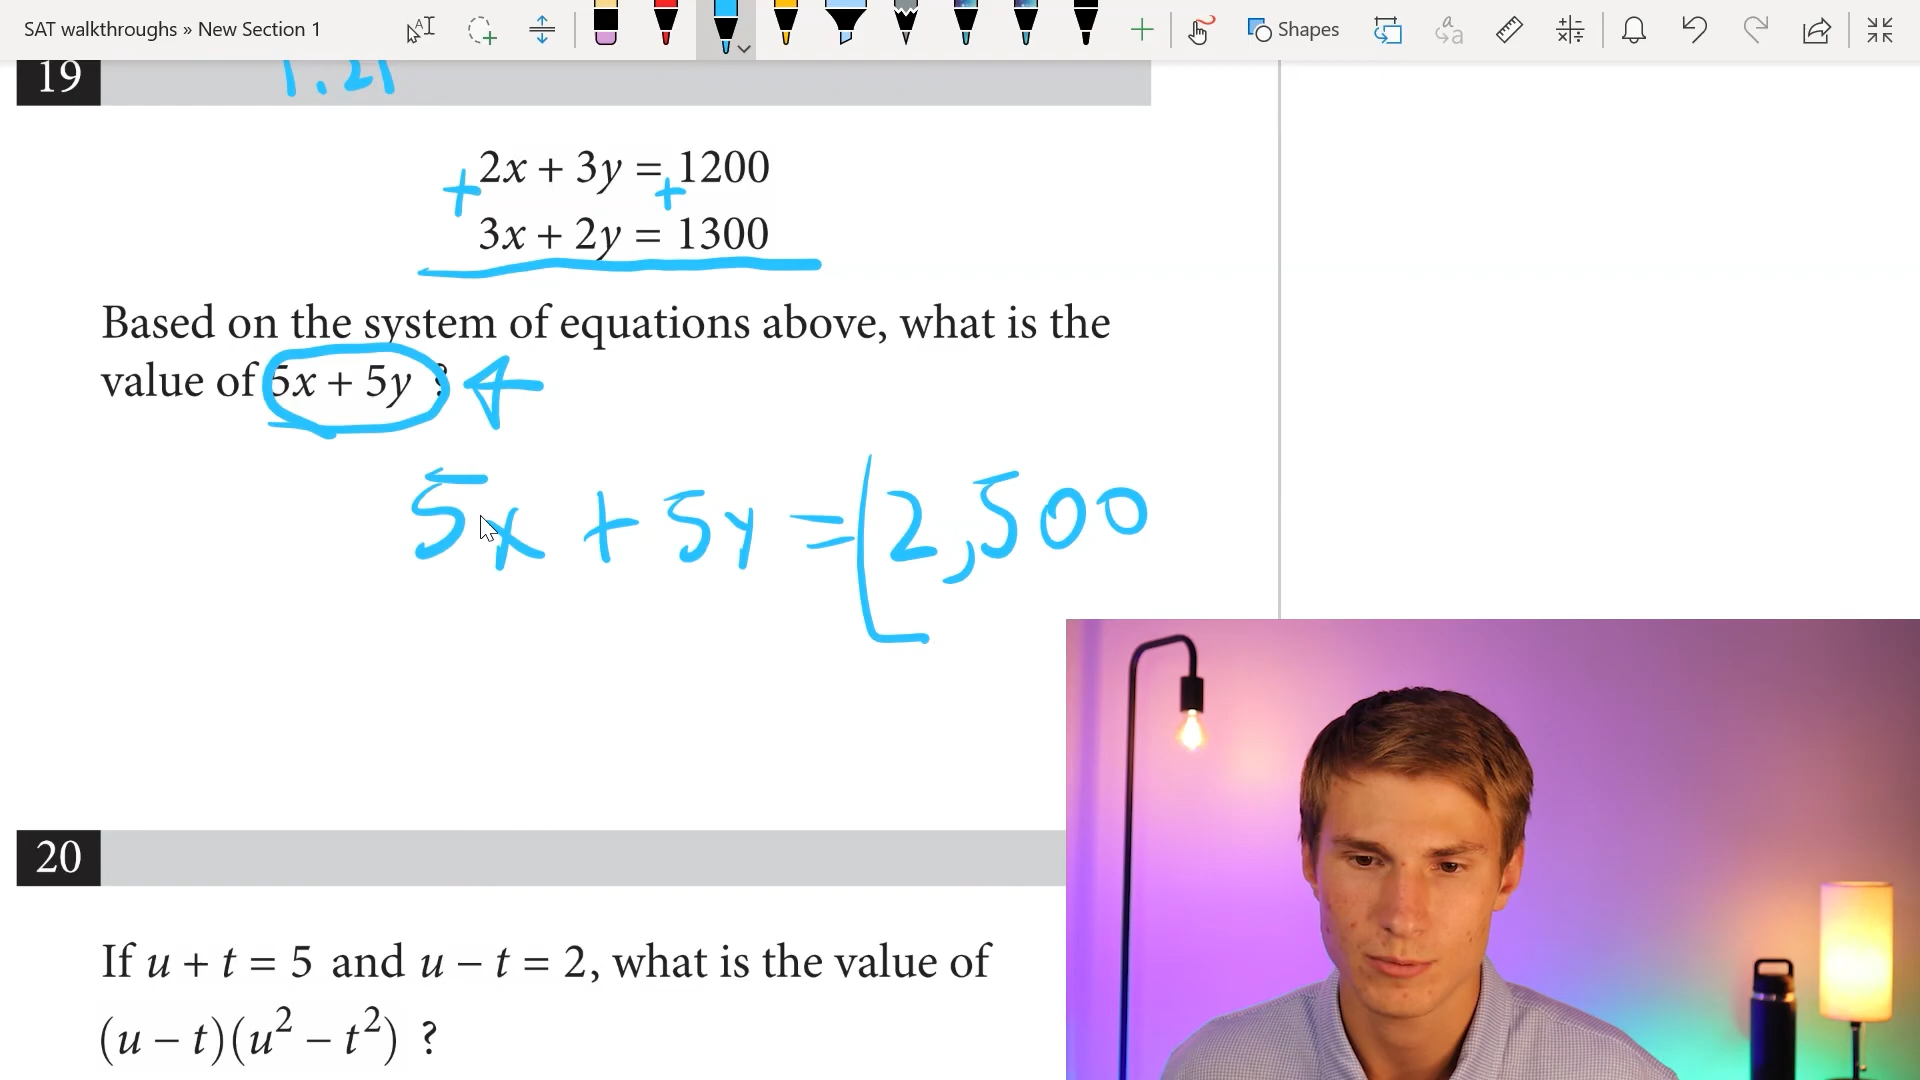 SAT walkthroughs » New Section 1
Shapes
19
1.21
2x + 3y = 1200
+ +
3x + 2y = 1300
Based on the system of equations above, what is the
value of 5x + 5y ?
5x + 5y = 2,500
20
If u + t = 5 and u − t = 2, what is the value of
(u − t)(u² − t²) ?